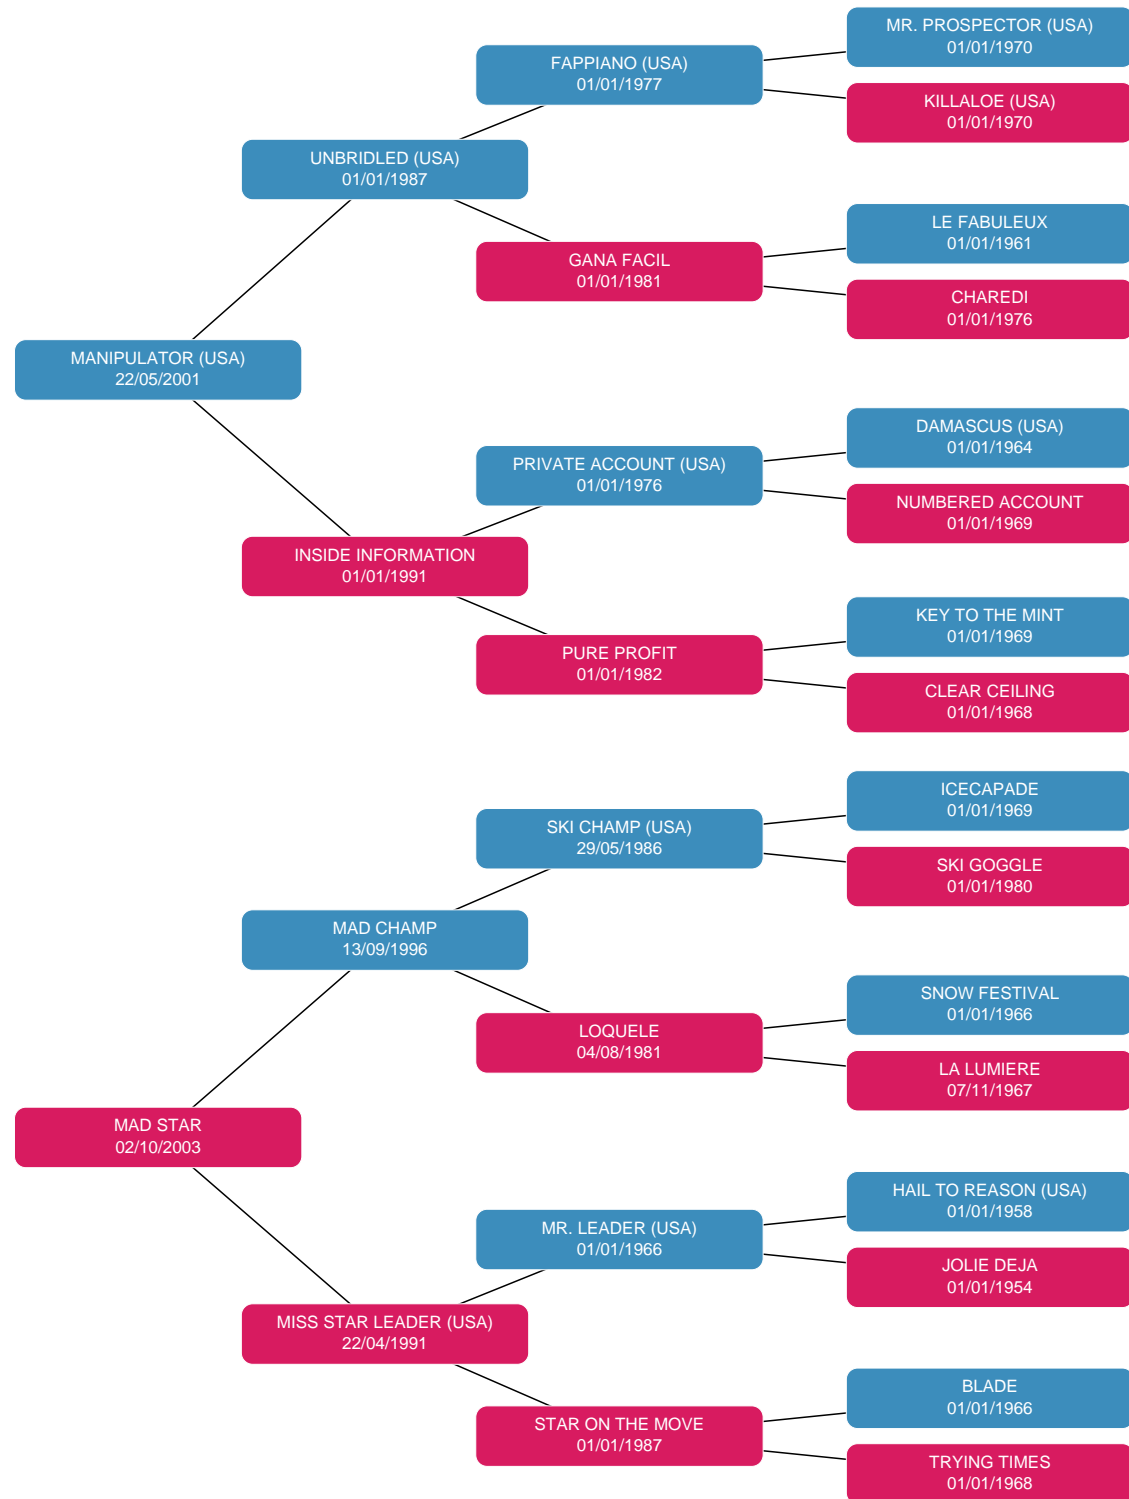 MR. PROSPECTOR (USA)
01/01/1970
FAPPIANO (USA)
01/01/1977
KILLALOE (USA)
01/01/1970
UNBRIDLED (USA)
01/01/1987
LE FABULEUX
01/01/1961
GANA FACIL
01/01/1981
CHAREDI
01/01/1976
MANIPULATOR (USA)
22/05/2001
DAMASCUS (USA)
01/01/1964
PRIVATE ACCOUNT (USA)
01/01/1976
NUMBERED ACCOUNT
01/01/1969
INSIDE INFORMATION
01/01/1991
KEY TO THE MINT
01/01/1969
PURE PROFIT
01/01/1982
CLEAR CEILING
01/01/1968
ICECAPADE
01/01/1969
SKI CHAMP (USA)
29/05/1986
SKI GOGGLE
01/01/1980
MAD CHAMP
13/09/1996
SNOW FESTIVAL
01/01/1966
LOQUELE
04/08/1981
LA LUMIERE
07/11/1967
MAD STAR
02/10/2003
HAIL TO REASON (USA)
01/01/1958
MR. LEADER (USA)
01/01/1966
JOLIE DEJA
01/01/1954
MISS STAR LEADER (USA)
22/04/1991
BLADE
01/01/1966
STAR ON THE MOVE
01/01/1987
TRYING TIMES
01/01/1968